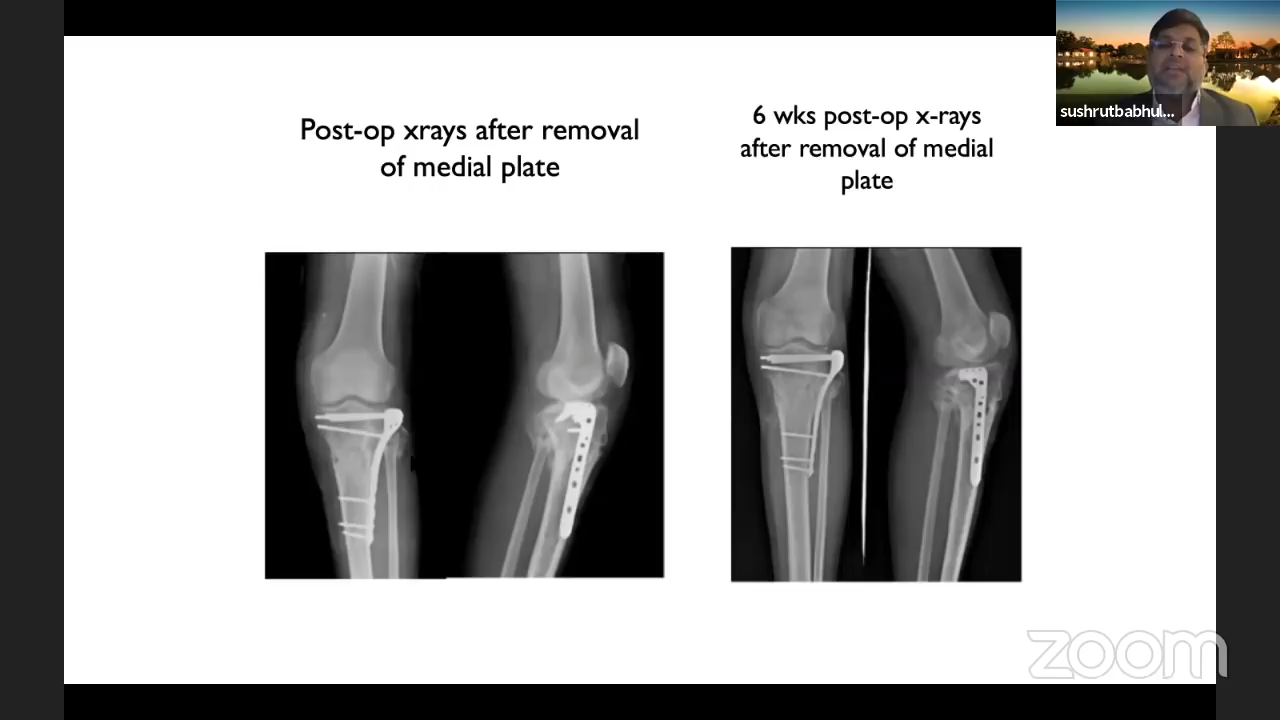 Post-op xrays after removal
of medial plate
6 wks post-op x-rays
after removal of medial
plate
sushrutbabhul...
zoom